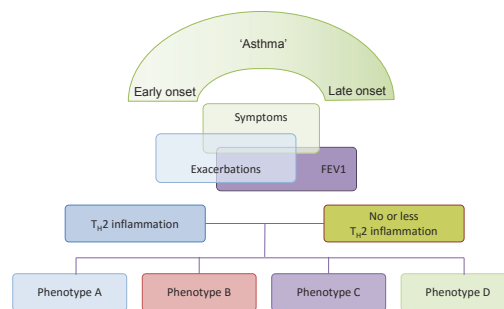 'Asthma'
Early onset
Late onset
Symptoms
Exacerbations
FEV1
TH2 inflammation
No or less
TH2 inflammation
Phenotype A
Phenotype B
Phenotype C
Phenotype D